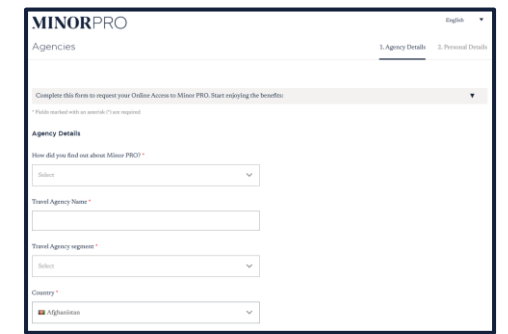 MINORPRO
English
Agencies
1. Agency Details 2. Personal Details
Complete this form to request your Online Access to Minor PRO. Start enjoying the benefits:
* Fields marked with an asterisk (*) are required
Agency Details
How did you find out about Minor PRO? *
Select
Travel Agency Name *
Travel Agency segment *
Select
Country *
Afghanistan